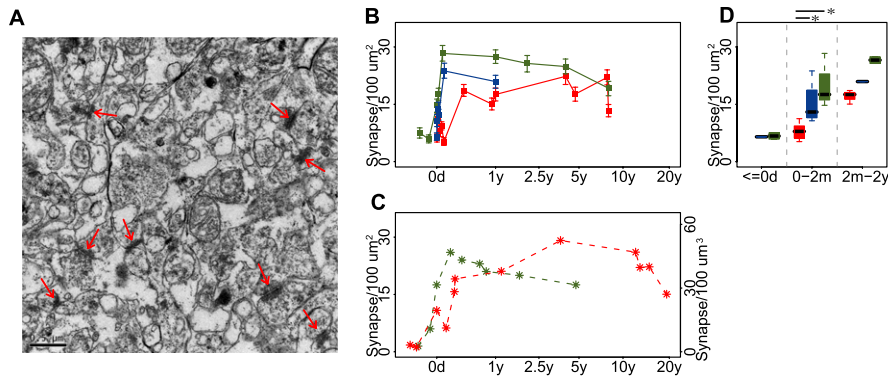 A
B
Synapse/100 um²
0
15
30
0d
1y
2.5y
5y
10y
20y
C
Synapse/100 um²
0
15
30
0d
1y
2.5y
5y
10y
20y
Synapse/100 um³
0
30
60
D
Synapse/100 um²
0
15
30
*
*
<=0d
0−2m
2m−2y